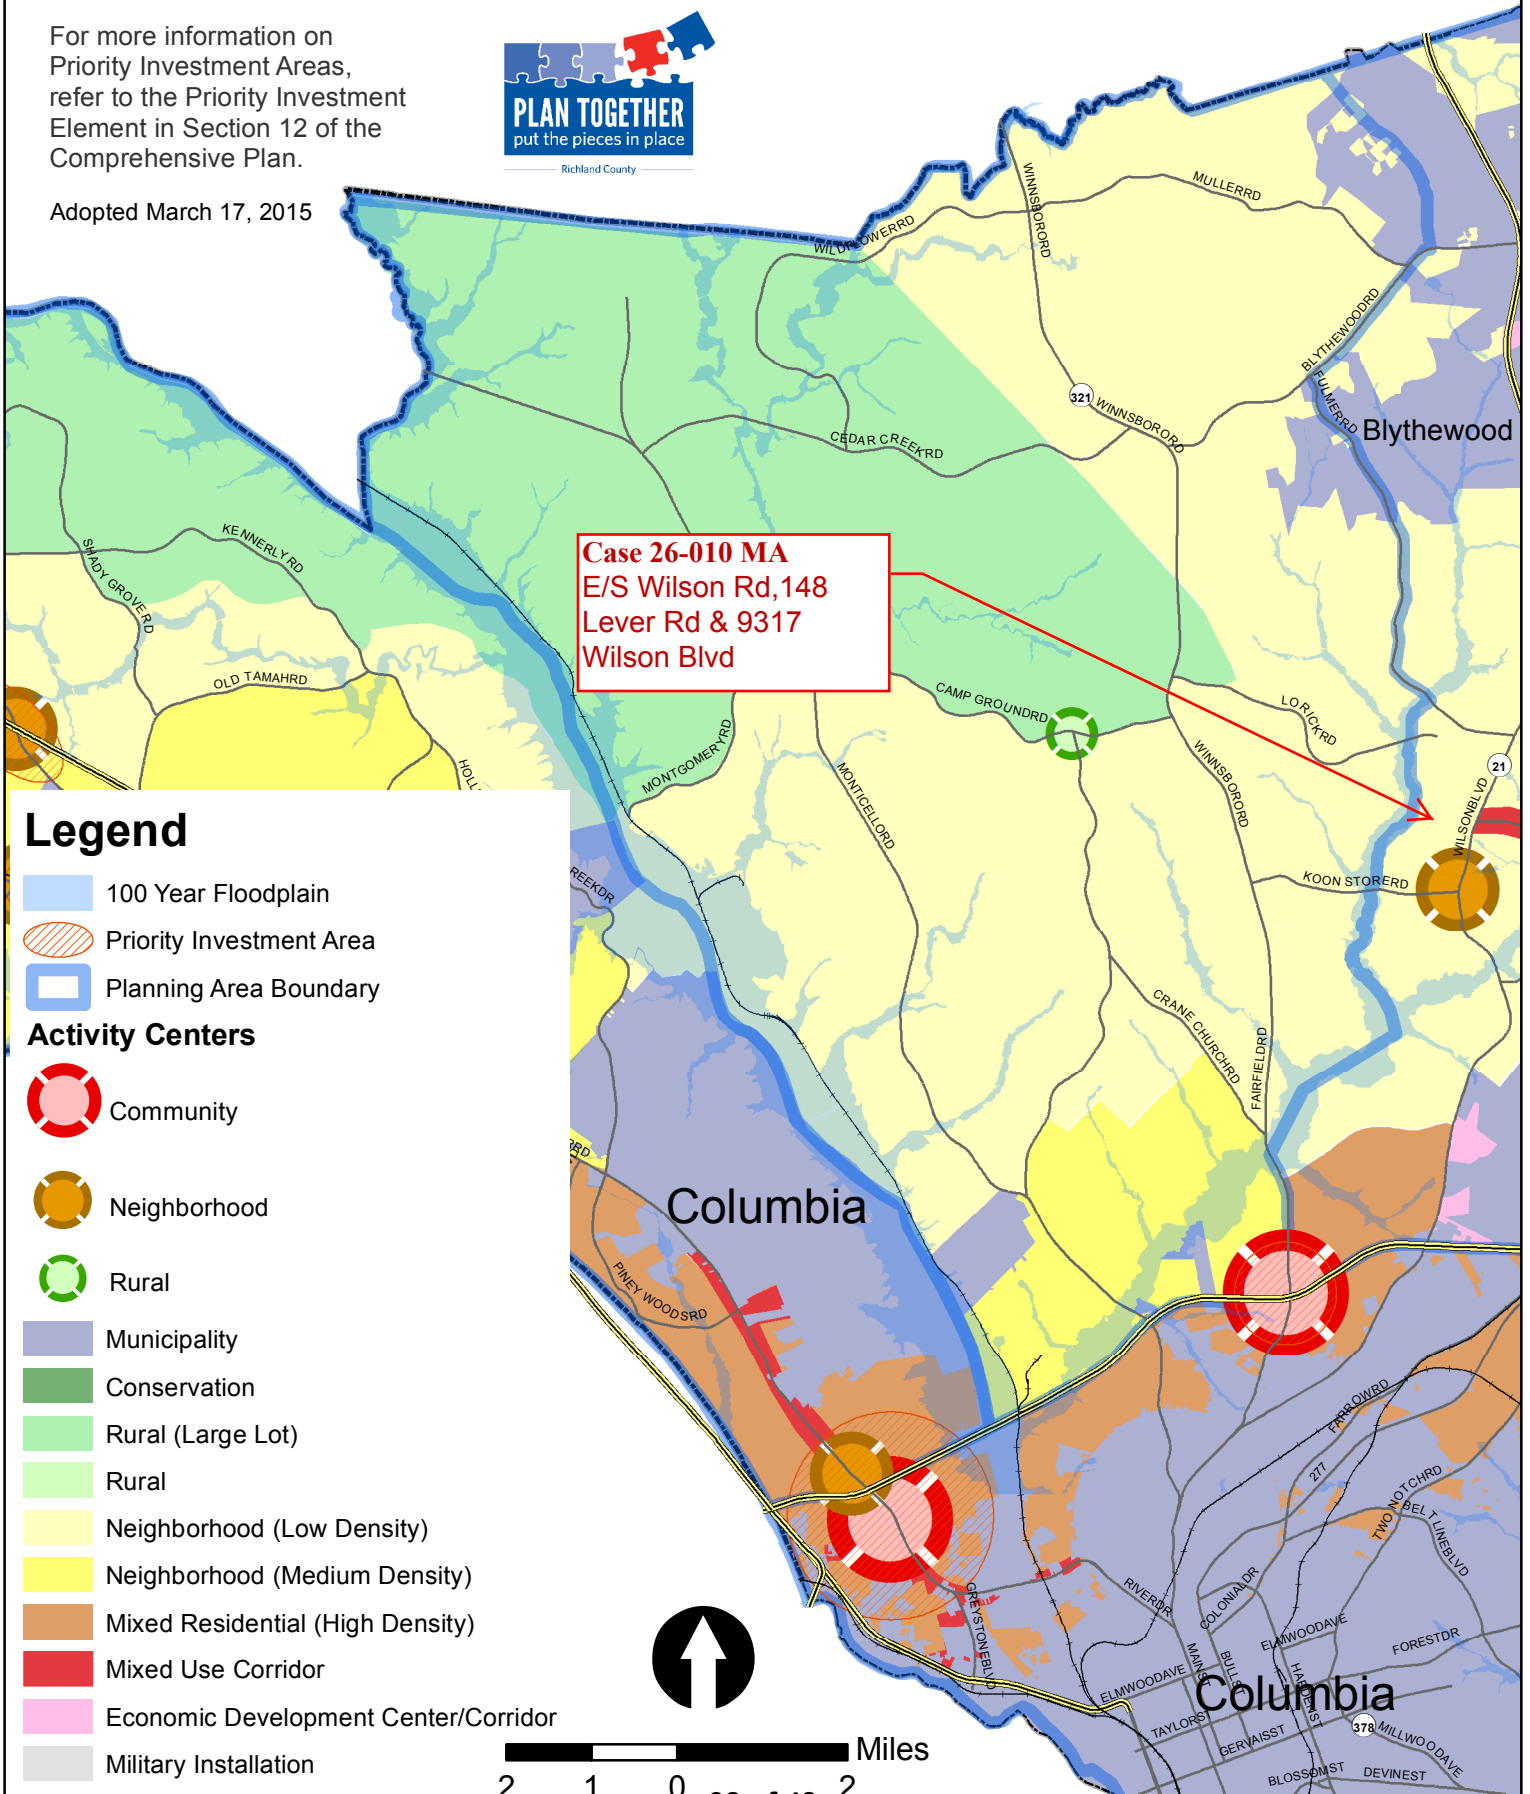 For more information on
Priority Investment Areas,
refer to the Priority Investment
Element in Section 12 of the
Comprehensive Plan.
Adopted March 17, 2015
PLAN TOGETHER
put the pieces in place
Richland County
WILDFLOWERRD
WINNSBORORD
MULLERRD
BLYTHEWOODRD
FULMERRD
321
WINNSBORORD
Blythewood
CEDAR CREEKRD
KENNERLY RD
SHADY GROVERD
OLD TAMAHRD
Case 26-010 MA
E/S Wilson Rd,148
Lever Rd & 9317
Wilson Blvd
CAMP GROUNDRD
LORICKRD
MONTGOMERYRD
MONTICELLORD
WINNSBORORD
21
WILSONBLVD
KOON STORERD
CRANE CHURCHRD
FAIRFIELDRD
Legend
100 Year Floodplain
Priority Investment Area
Planning Area Boundary
Activity Centers
Community
Neighborhood
Rural
Municipality
Conservation
Rural (Large Lot)
Rural
Neighborhood (Low Density)
Neighborhood (Medium Density)
Mixed Residential (High Density)
Mixed Use Corridor
Economic Development Center/Corridor
Military Installation
REEKDR
Columbia
PINEY WOODSRD
FARROWRD
277
TWO NOTCHRD
BELTLINEBLVD
GREYSTONEBLVD
RIVERDR
COLONIALDR
MAINST
BULLST
ELMWOODAVE
FORESTDR
ELMWOODAVE
HARDENST
Columbia
TAYLORST
GERVAISST
378
MILLWOODAVE
BLOSSOMST
DEVINEST
Miles
2 1 0 2